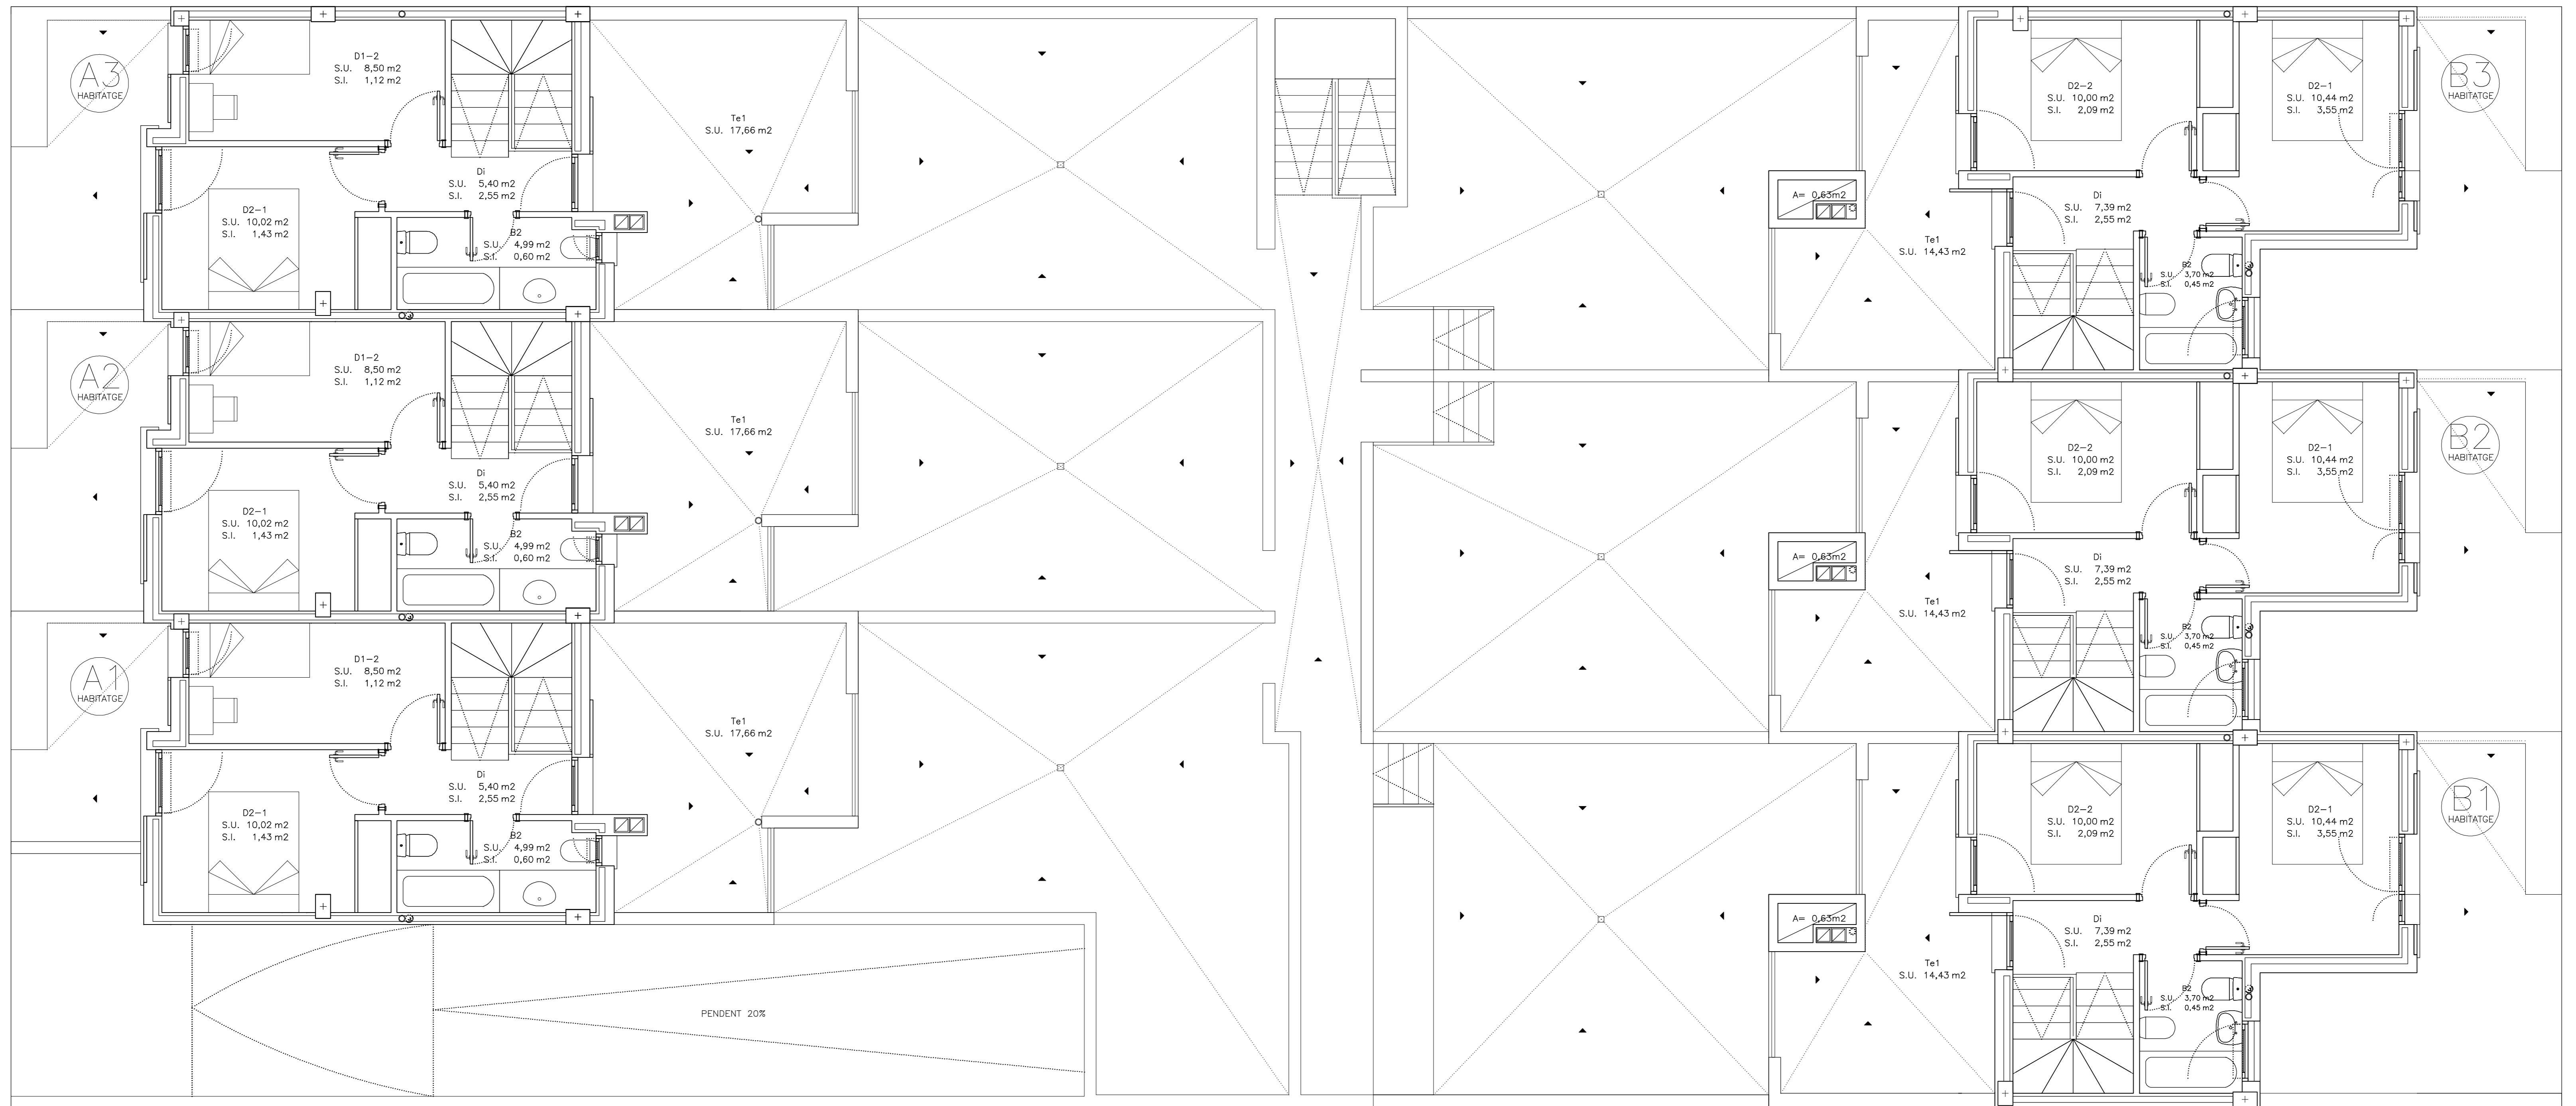 A3
HABITATGE
D1-2
S.U. 8,50 m2
S.I. 1,12 m2
Te1
S.U. 17,66 m2
Di
S.U. 5,40 m2
S.I. 2,55 m2
D2-1
S.U. 10,02 m2
S.I. 1,43 m2
B2
S.U. 4,99 m2
S.I. 0,60 m2
A= 0,63m2
Te1
S.U. 14,43 m2
D2-2
S.U. 10,00 m2
S.I. 2,09 m2
D2-1
S.U. 10,44 m2
S.I. 3,55 m2
B3
HABITATGE
Di
S.U. 7,39 m2
S.I. 2,55 m2
B2
S.U. 3,70 m2
S.I. 0,45 m2
A2
HABITATGE
D1-2
S.U. 8,50 m2
S.I. 1,12 m2
Te1
S.U. 17,66 m2
Di
S.U. 5,40 m2
S.I. 2,55 m2
D2-1
S.U. 10,02 m2
S.I. 1,43 m2
B2
S.U. 4,99 m2
S.I. 0,60 m2
A= 0,63m2
Te1
S.U. 14,43 m2
D2-2
S.U. 10,00 m2
S.I. 2,09 m2
D2-1
S.U. 10,44 m2
S.I. 3,55 m2
B2
HABITATGE
Di
S.U. 7,39 m2
S.I. 2,55 m2
B2
S.U. 3,70 m2
S.I. 0,45 m2
A1
HABITATGE
D1-2
S.U. 8,50 m2
S.I. 1,12 m2
Te1
S.U. 17,66 m2
Di
S.U. 5,40 m2
S.I. 2,55 m2
D2-1
S.U. 10,02 m2
S.I. 1,43 m2
B2
S.U. 4,99 m2
S.I. 0,60 m2
A= 0,63m2
Te1
S.U. 14,43 m2
D2-2
S.U. 10,00 m2
S.I. 2,09 m2
D2-1
S.U. 10,44 m2
S.I. 3,55 m2
B1
HABITATGE
Di
S.U. 7,39 m2
S.I. 2,55 m2
B2
S.U. 3,70 m2
S.I. 0,45 m2
PENDENT 20%